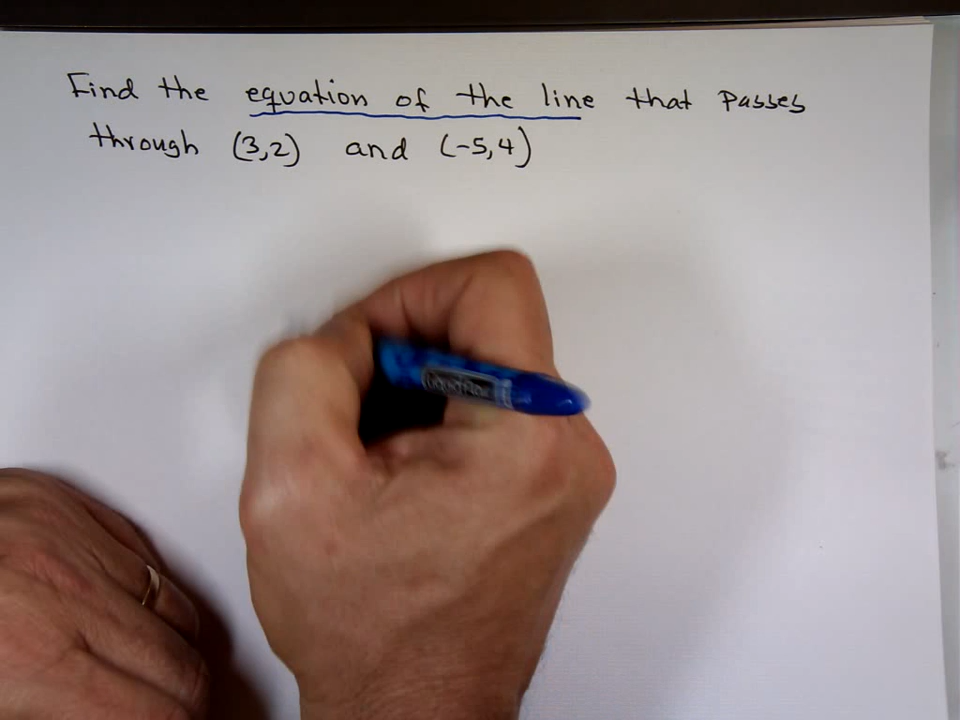 Find the equation of the line that passes
through (3,2) and (-5,4)